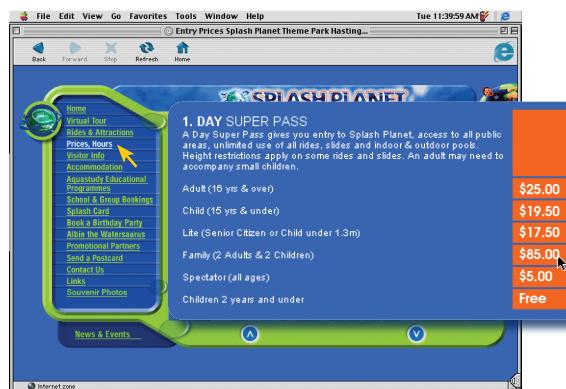 File Edit View Go Favorites Tools Window Help Tue 11:39:59 AM
Entry Prices Splash Planet Theme Park Hasting...
Back Forward Stop Refresh Home
SPLASH PLANET
Home
Virtual Tour
Rides & Attractions
Prices, Hours
Visitor Info
Accommodation
Aquastudy Educational
Programmes
School & Group Bookings
Splash Card
Book a Birthday Party
Albie the Watersaurus
Promotional Partners
Send a Postcard
Contact Us
Links
Souvenir Photos
News & Events
1. DAY SUPER PASS
A Day Super Pass gives you entry to Splash Planet, access to all public
areas, unlimited use of all rides, slides and indoor & outdoor pools.
Height restrictions apply on some rides and slides. An adult may need to
accompany small children.
Adult (16 yrs & over) $25.00
Child (15 yrs & under) $19.50
Lite (Senior Citizen or Child under 1.3m) $17.50
Family (2 Adults & 2 Children) $85.00
Spectator (all ages) $5.00
Children 2 years and under Free
Internet zone